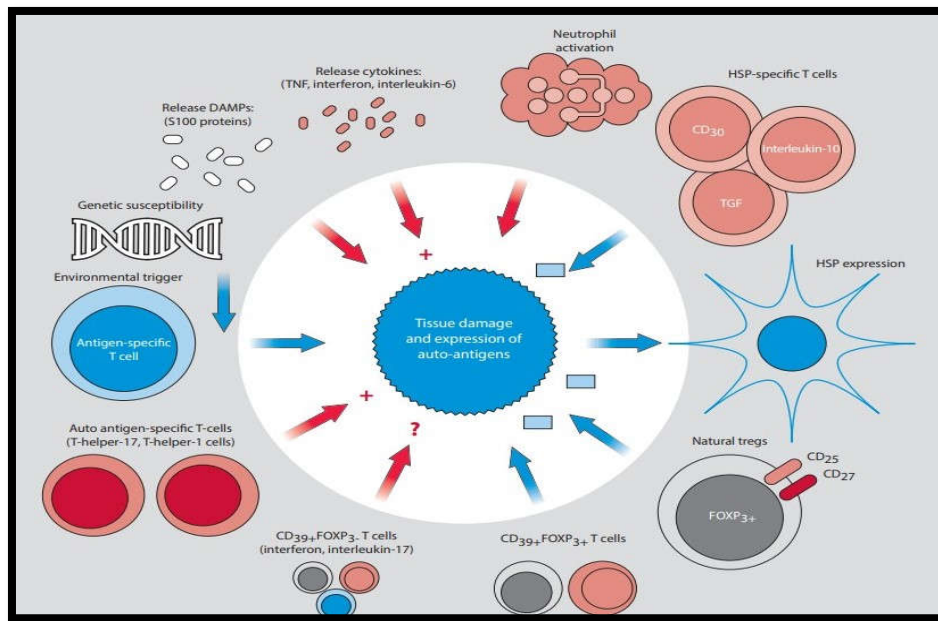 Neutrophil
activation
Release cytokines:
(TNF, interferon, interleukin-6)
HSP-specific T cells
Release DAMPs:
(S100 proteins)
CD30
Interleukin-10
TGF
Genetic susceptibility
Environmental trigger
HSP expression
+
Antigen-specific
T cell
Tissue damage
and expression of
auto-antigens
+
?
Auto antigen-specific T-cells
(T-helper-17, T-helper-1 cells)
Natural tregs
CD25
CD27
FOXP3+
CD39+FOXP3- T cells
(interferon, interleukin-17)
CD39+FOXP3+ T cells